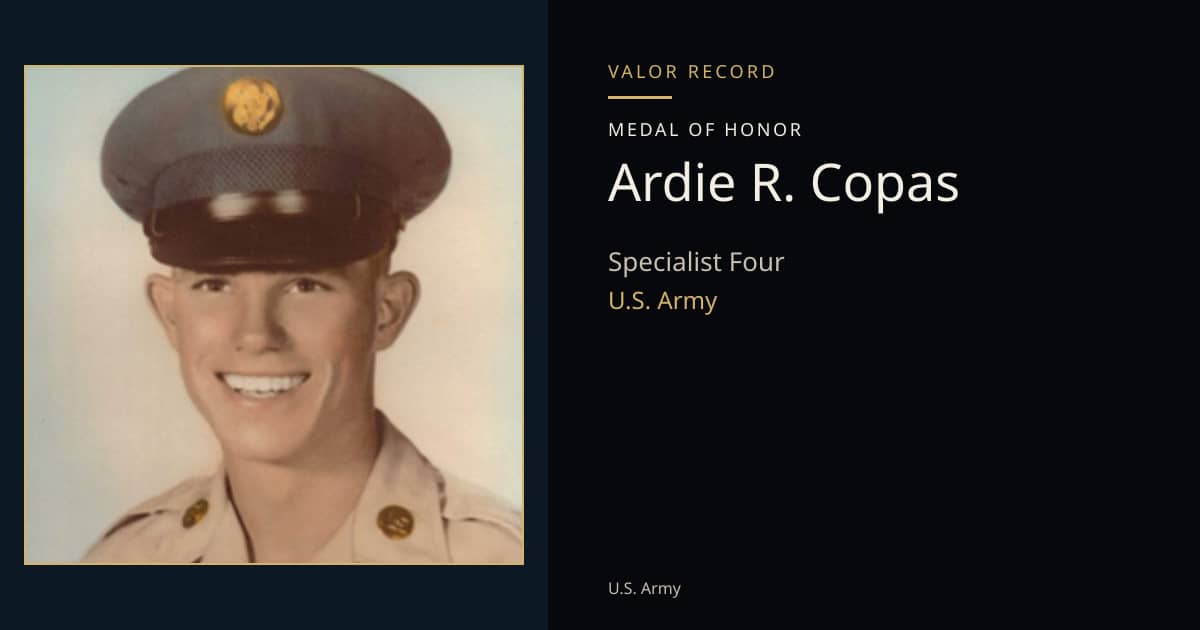 VALOR RECORD
MEDAL OF HONOR
Ardie R. Copas
Specialist Four
U.S. Army
U.S. Army